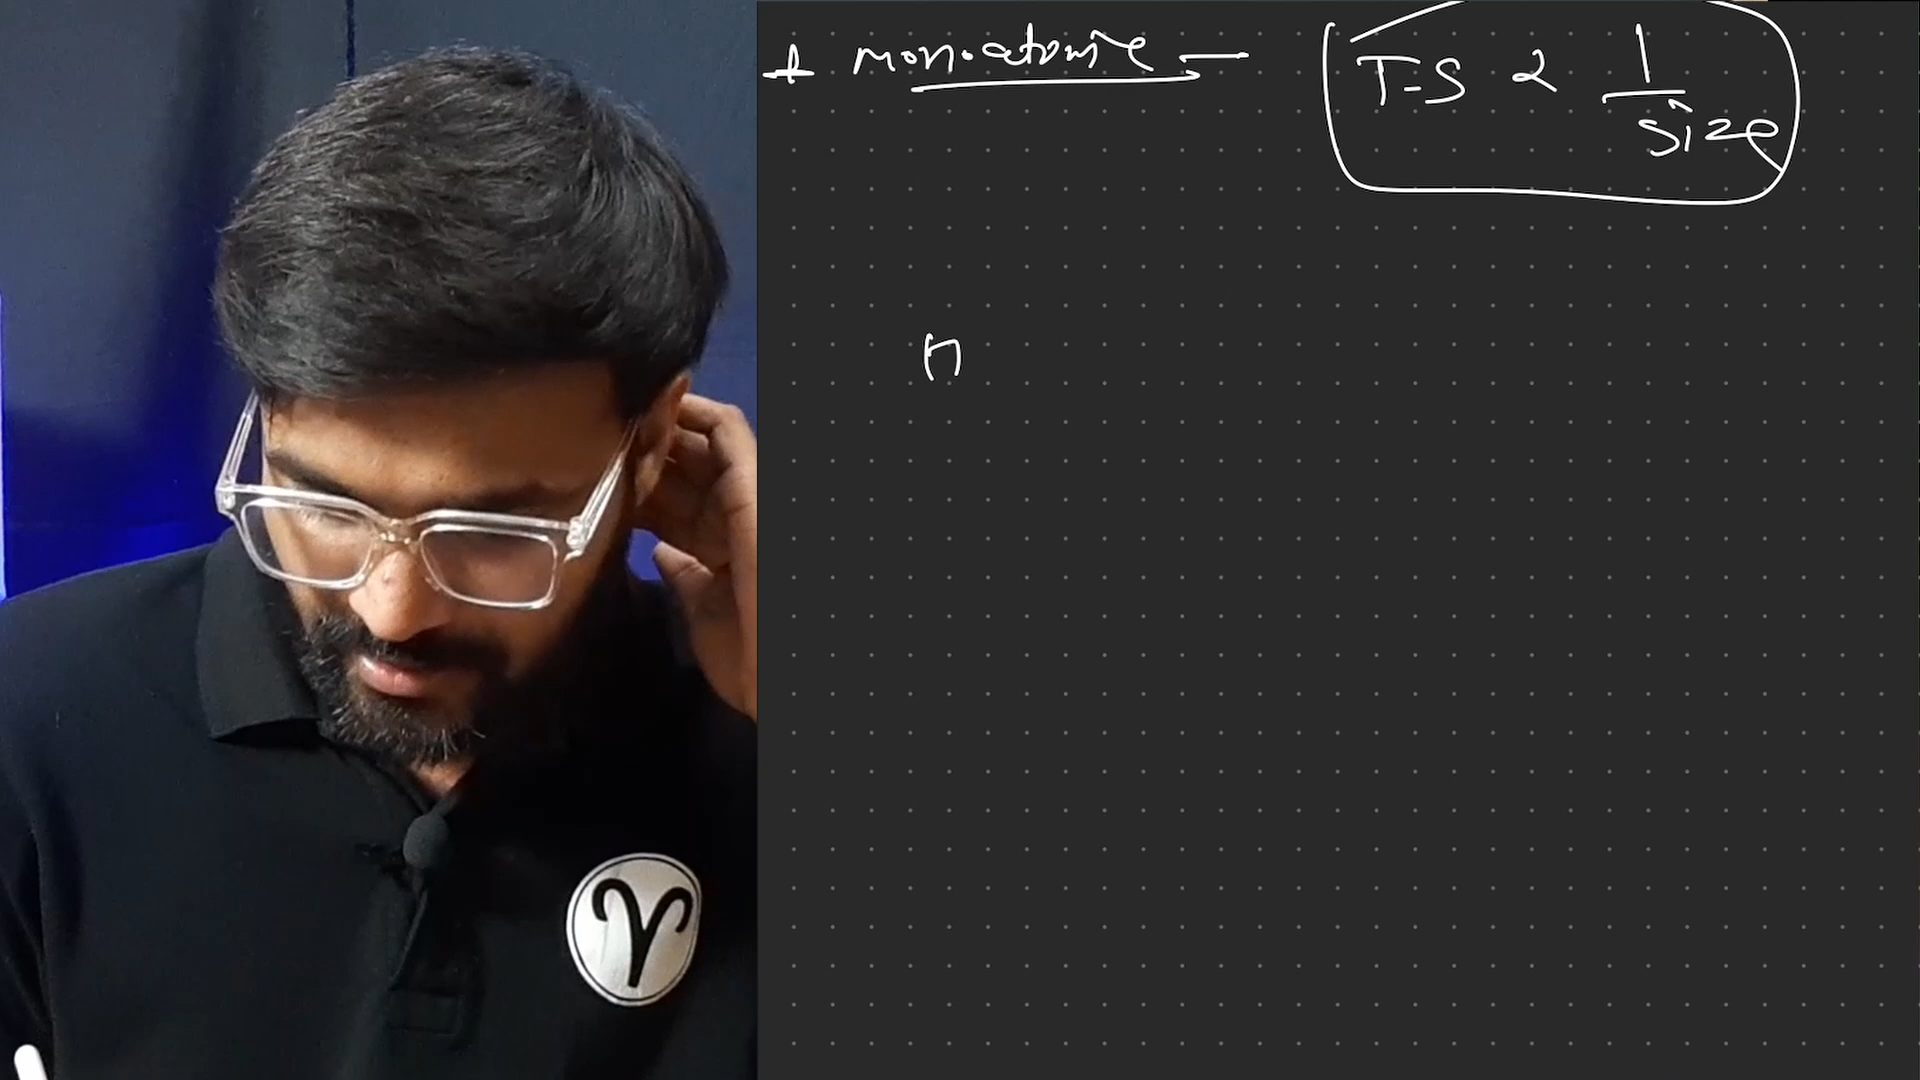 + monoatomic —
T-S α 1/size
n